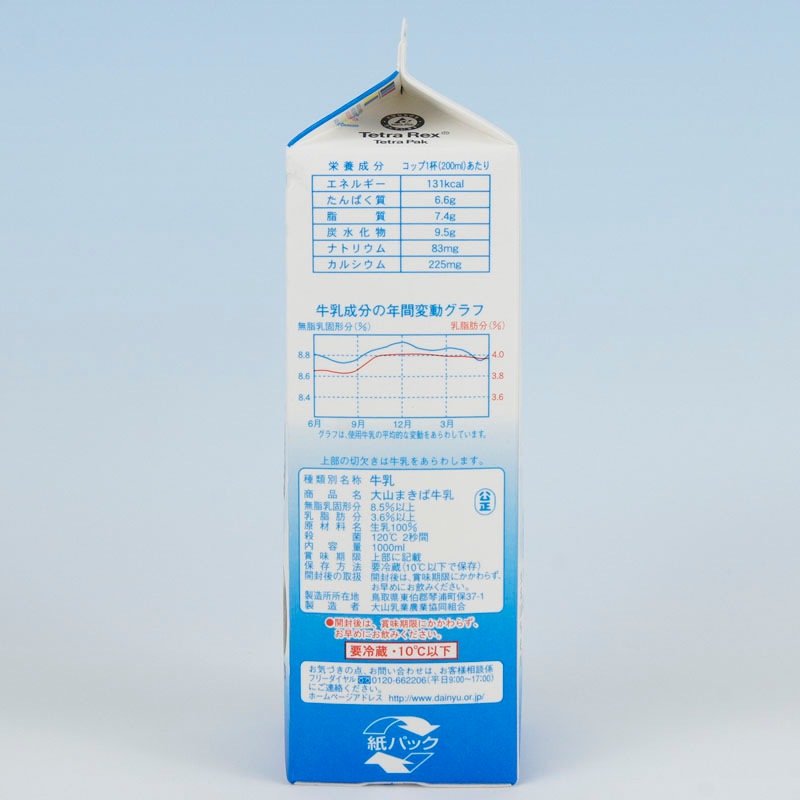 Tetra Rex®
Tetra Pak
栄養成分 コップ1杯(200ml)あたり
エネルギー 131kcal
たんぱく質 6.6g
脂質 7.4g
炭水化物 9.5g
ナトリウム 83mg
カルシウム 225mg
牛乳成分の年間変動グラフ
無脂乳固形分(%) 乳脂肪分(%)
8.8 4.0
8.6 3.8
8.4 3.6
6月 9月 12月 3月
グラフは、使用牛乳の平均的な変動をあらわしています。
上部の切欠きは牛乳をあらわします。
種類別名称 牛乳
商品名 大山まきば牛乳
公正
無脂乳固形分 8.5%以上
乳脂肪分 3.6%以上
原材料名 生乳100%
殺菌 120℃ 2秒間
内容量 1000ml
賞味期限 上部に記載
保存方法 要冷蔵(10℃以下で保存)
開封後の取扱 開封後は、賞味期限にかかわらず、
お早めにお飲みください。
製造所所在地 鳥取県東伯郡琴浦町保37-1
製造者 大山乳業農業協同組合
●開封後は、賞味期限にかかわらず、
お早めにお飲みください。
要冷蔵・10℃以下
お気づきの点、お問い合わせは、お客様相談係
フリーダイヤル 0120-662206(平日9:00〜17:00)
にご連絡ください。
ホームページアドレス http://www.dainyu.or.jp/
紙パック